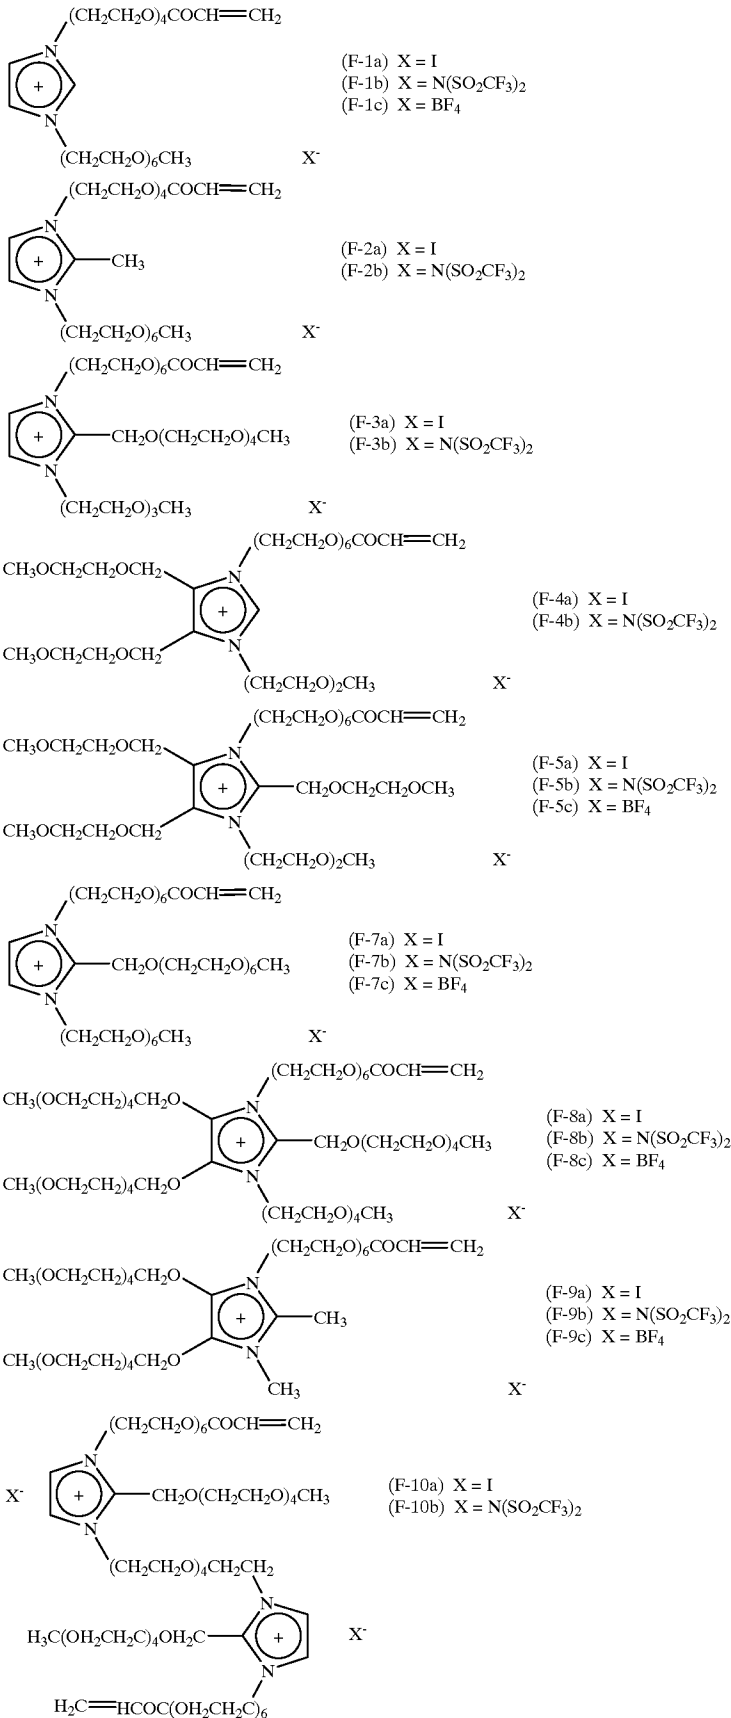 (CH2CH2O)4COCH=CH2
N
(F-1a) X = I
(F-1b) X = N(SO2CF3)2
+
(F-1c) X = BF4
N
(CH2CH2O)6CH3 X-
(CH2CH2O)4COCH=CH2
N
(F-2a) X = I
+ CH3
(F-2b) X = N(SO2CF3)2
N
(CH2CH2O)6CH3 X-
(CH2CH2O)6COCH=CH2
N
(F-3a) X = I
+ CH2O(CH2CH2O)4CH3
(F-3b) X = N(SO2CF3)2
N
(CH2CH2O)3CH3 X-
(CH2CH2O)6COCH=CH2
CH3OCH2CH2OCH2 N
(F-4a) X = I
+
(F-4b) X = N(SO2CF3)2
CH3OCH2CH2OCH2 N
(CH2CH2O)2CH3 X-
(CH2CH2O)6COCH=CH2
CH3OCH2CH2OCH2 N
(F-5a) X = I
+ CH2OCH2CH2OCH3
(F-5b) X = N(SO2CF3)2
(F-5c) X = BF4
CH3OCH2CH2OCH2 N
(CH2CH2O)2CH3 X-
(CH2CH2O)6COCH=CH2
N
(F-7a) X = I
+ CH2O(CH2CH2O)6CH3
(F-7b) X = N(SO2CF3)2
(F-7c) X = BF4
N
(CH2CH2O)6CH3 X-
(CH2CH2O)6COCH=CH2
CH3(OCH2CH2)4CH2O N
(F-8a) X = I
+ CH2O(CH2CH2O)4CH3
(F-8b) X = N(SO2CF3)2
(F-8c) X = BF4
CH3(OCH2CH2)4CH2O N
(CH2CH2O)4CH3 X-
(CH2CH2O)6COCH=CH2
CH3(OCH2CH2)4CH2O N
(F-9a) X = I
+ CH3
(F-9b) X = N(SO2CF3)2
(F-9c) X = BF4
CH3(OCH2CH2)4CH2O N
CH3 X-
(CH2CH2O)6COCH=CH2
N
(F-10a) X = I
X- + CH2O(CH2CH2O)4CH3
(F-10b) X = N(SO2CF3)2
N
(CH2CH2O)4CH2CH2
N
H3C(OH2CH2C)4OH2C + X-
N
H2C=HCOC(OH2CH2C)6